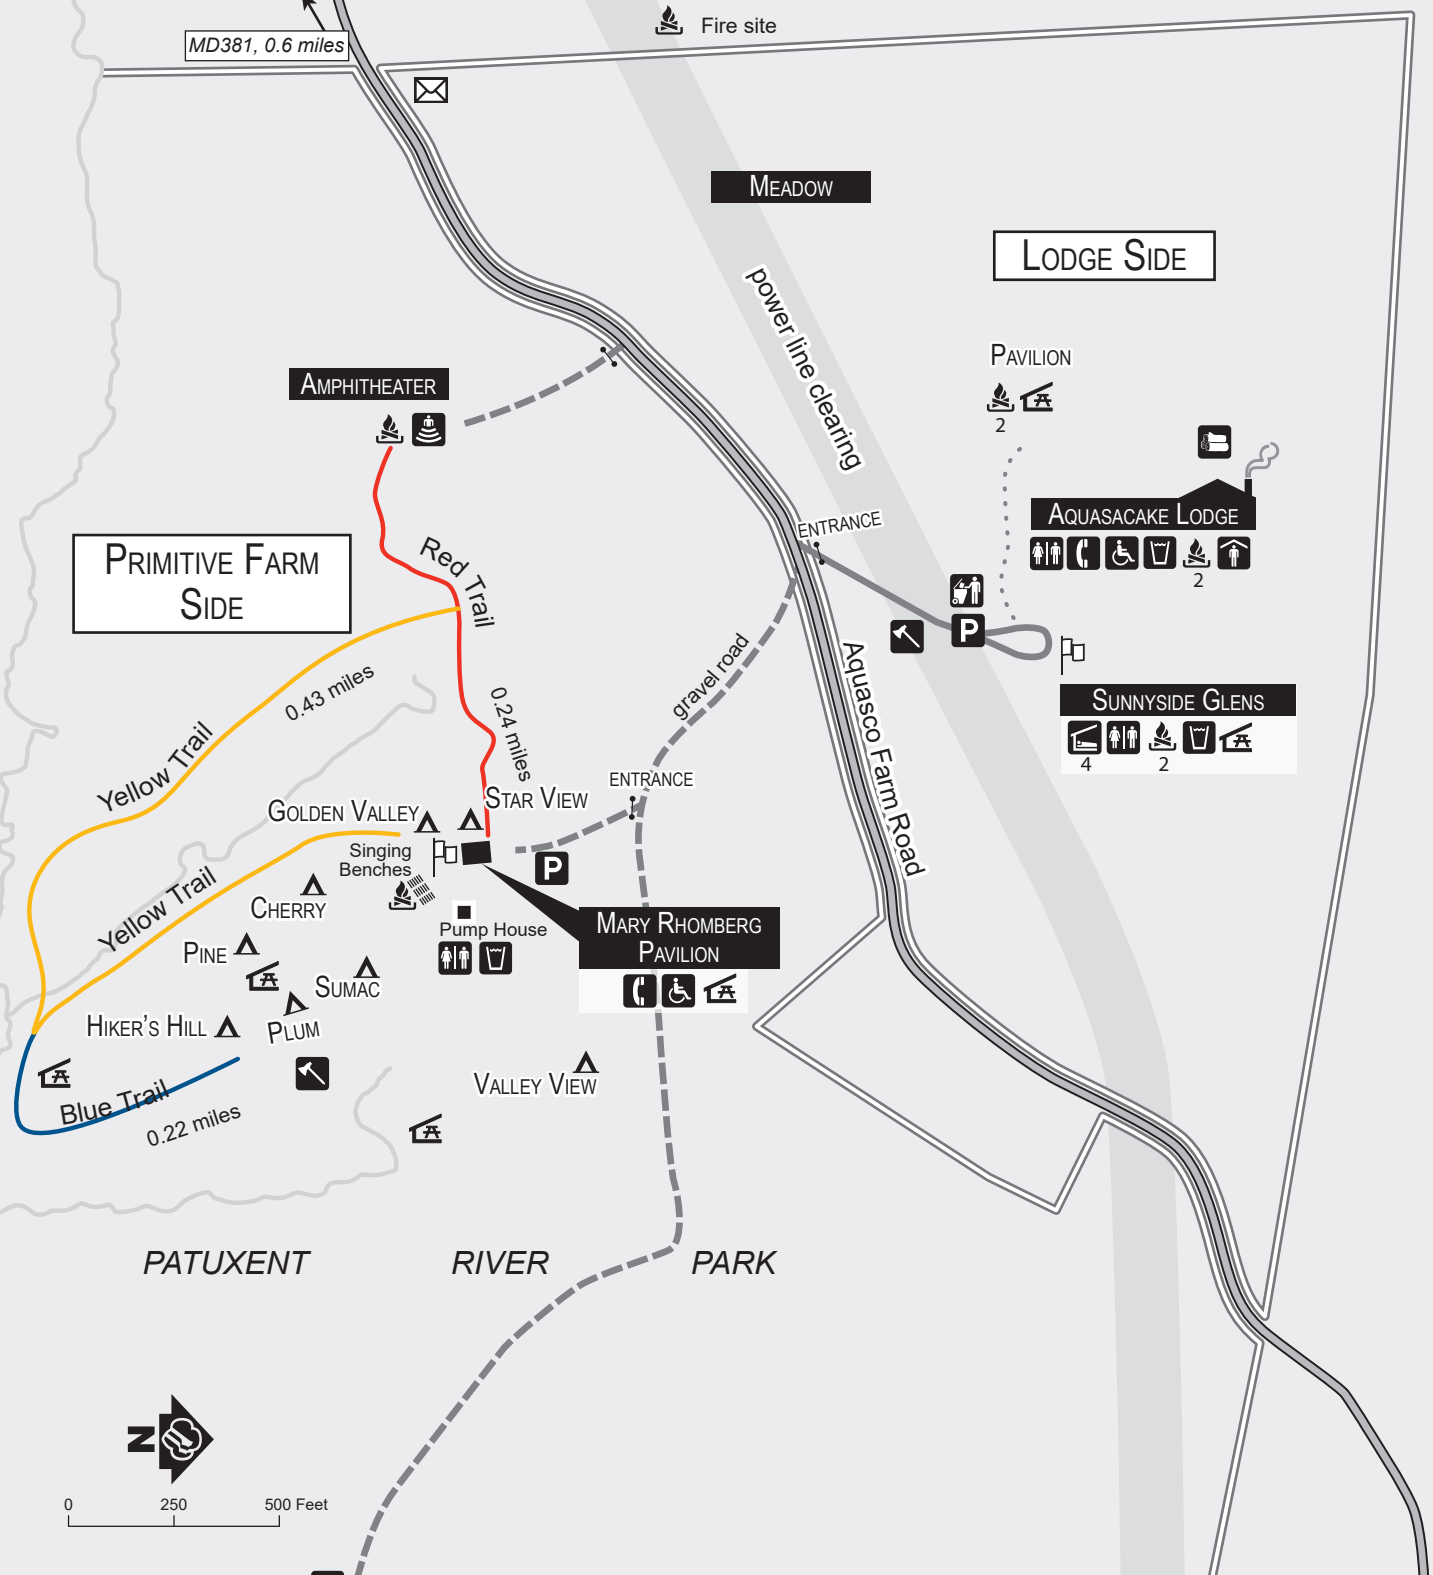 Fire site
MD381, 0.6 miles
MEADOW
LODGE SIDE
power line clearing
PAVILION
2
AMPHITHEATER
AQUASACAKE LODGE
2
ENTRANCE
PRIMITIVE FARM
SIDE
Red Trail
P
gravel road
Aquasco Farm Road
SUNNYSIDE GLENS
4
2
0.43 miles
0.24 miles
Yellow Trail
ENTRANCE
GOLDEN VALLEY
STAR VIEW
Singing
Benches
P
Yellow Trail
CHERRY
Pump House
MARY RHOMBERG
PAVILION
PINE
SUMAC
HIKER'S HILL
PLUM
VALLEY VIEW
Blue Trail
0.22 miles
PATUXENT RIVER PARK
N
0 250 500 Feet